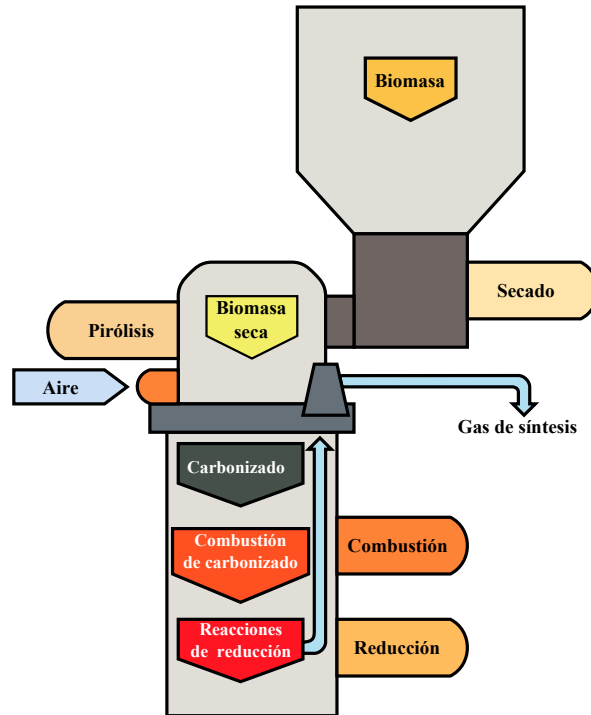 Biomasa
Secado
Biomasa
seca
Pirólisis
Aire
Gas de síntesis
Carbonizado
Combustión
de carbonizado
Combustión
Reacciones
de reducción
Reducción